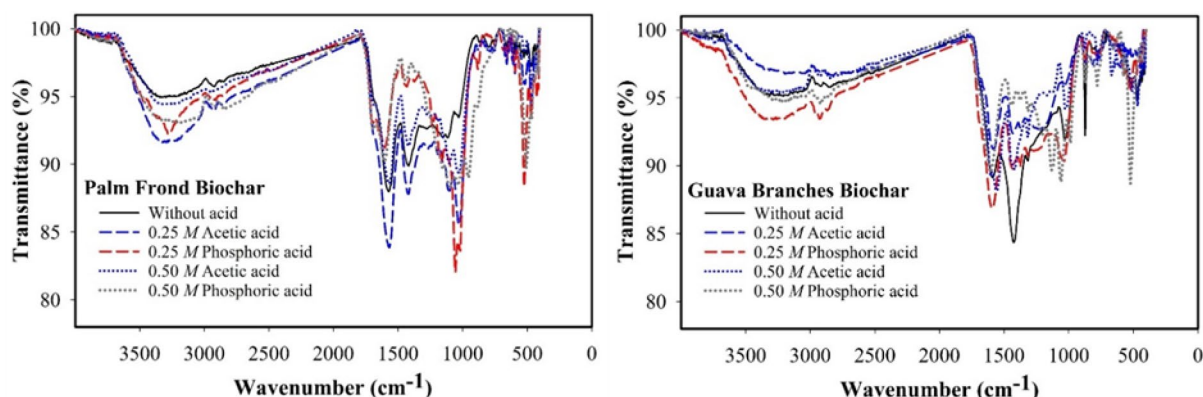 100
95
90
85
80
Transmittance (%)
Palm Frond Biochar
Without acid
0.25 M Acetic acid
0.25 M Phosphoric acid
0.50 M Acetic acid
0.50 M Phosphoric acid
3500 3000 2000 1500 1000 500 0
Wavenumber (cm-1)
100
95
90
85
80
Transmittance (%)
Guava Branches Biochar
Without acid
0.25 M Acetic acid
0.25 M Phosphoric acid
0.50 M Acetic acid
0.50 M Phosphoric acid
3500 3000 2000 1500 1000 500 0
Wavenumber (cm-1)